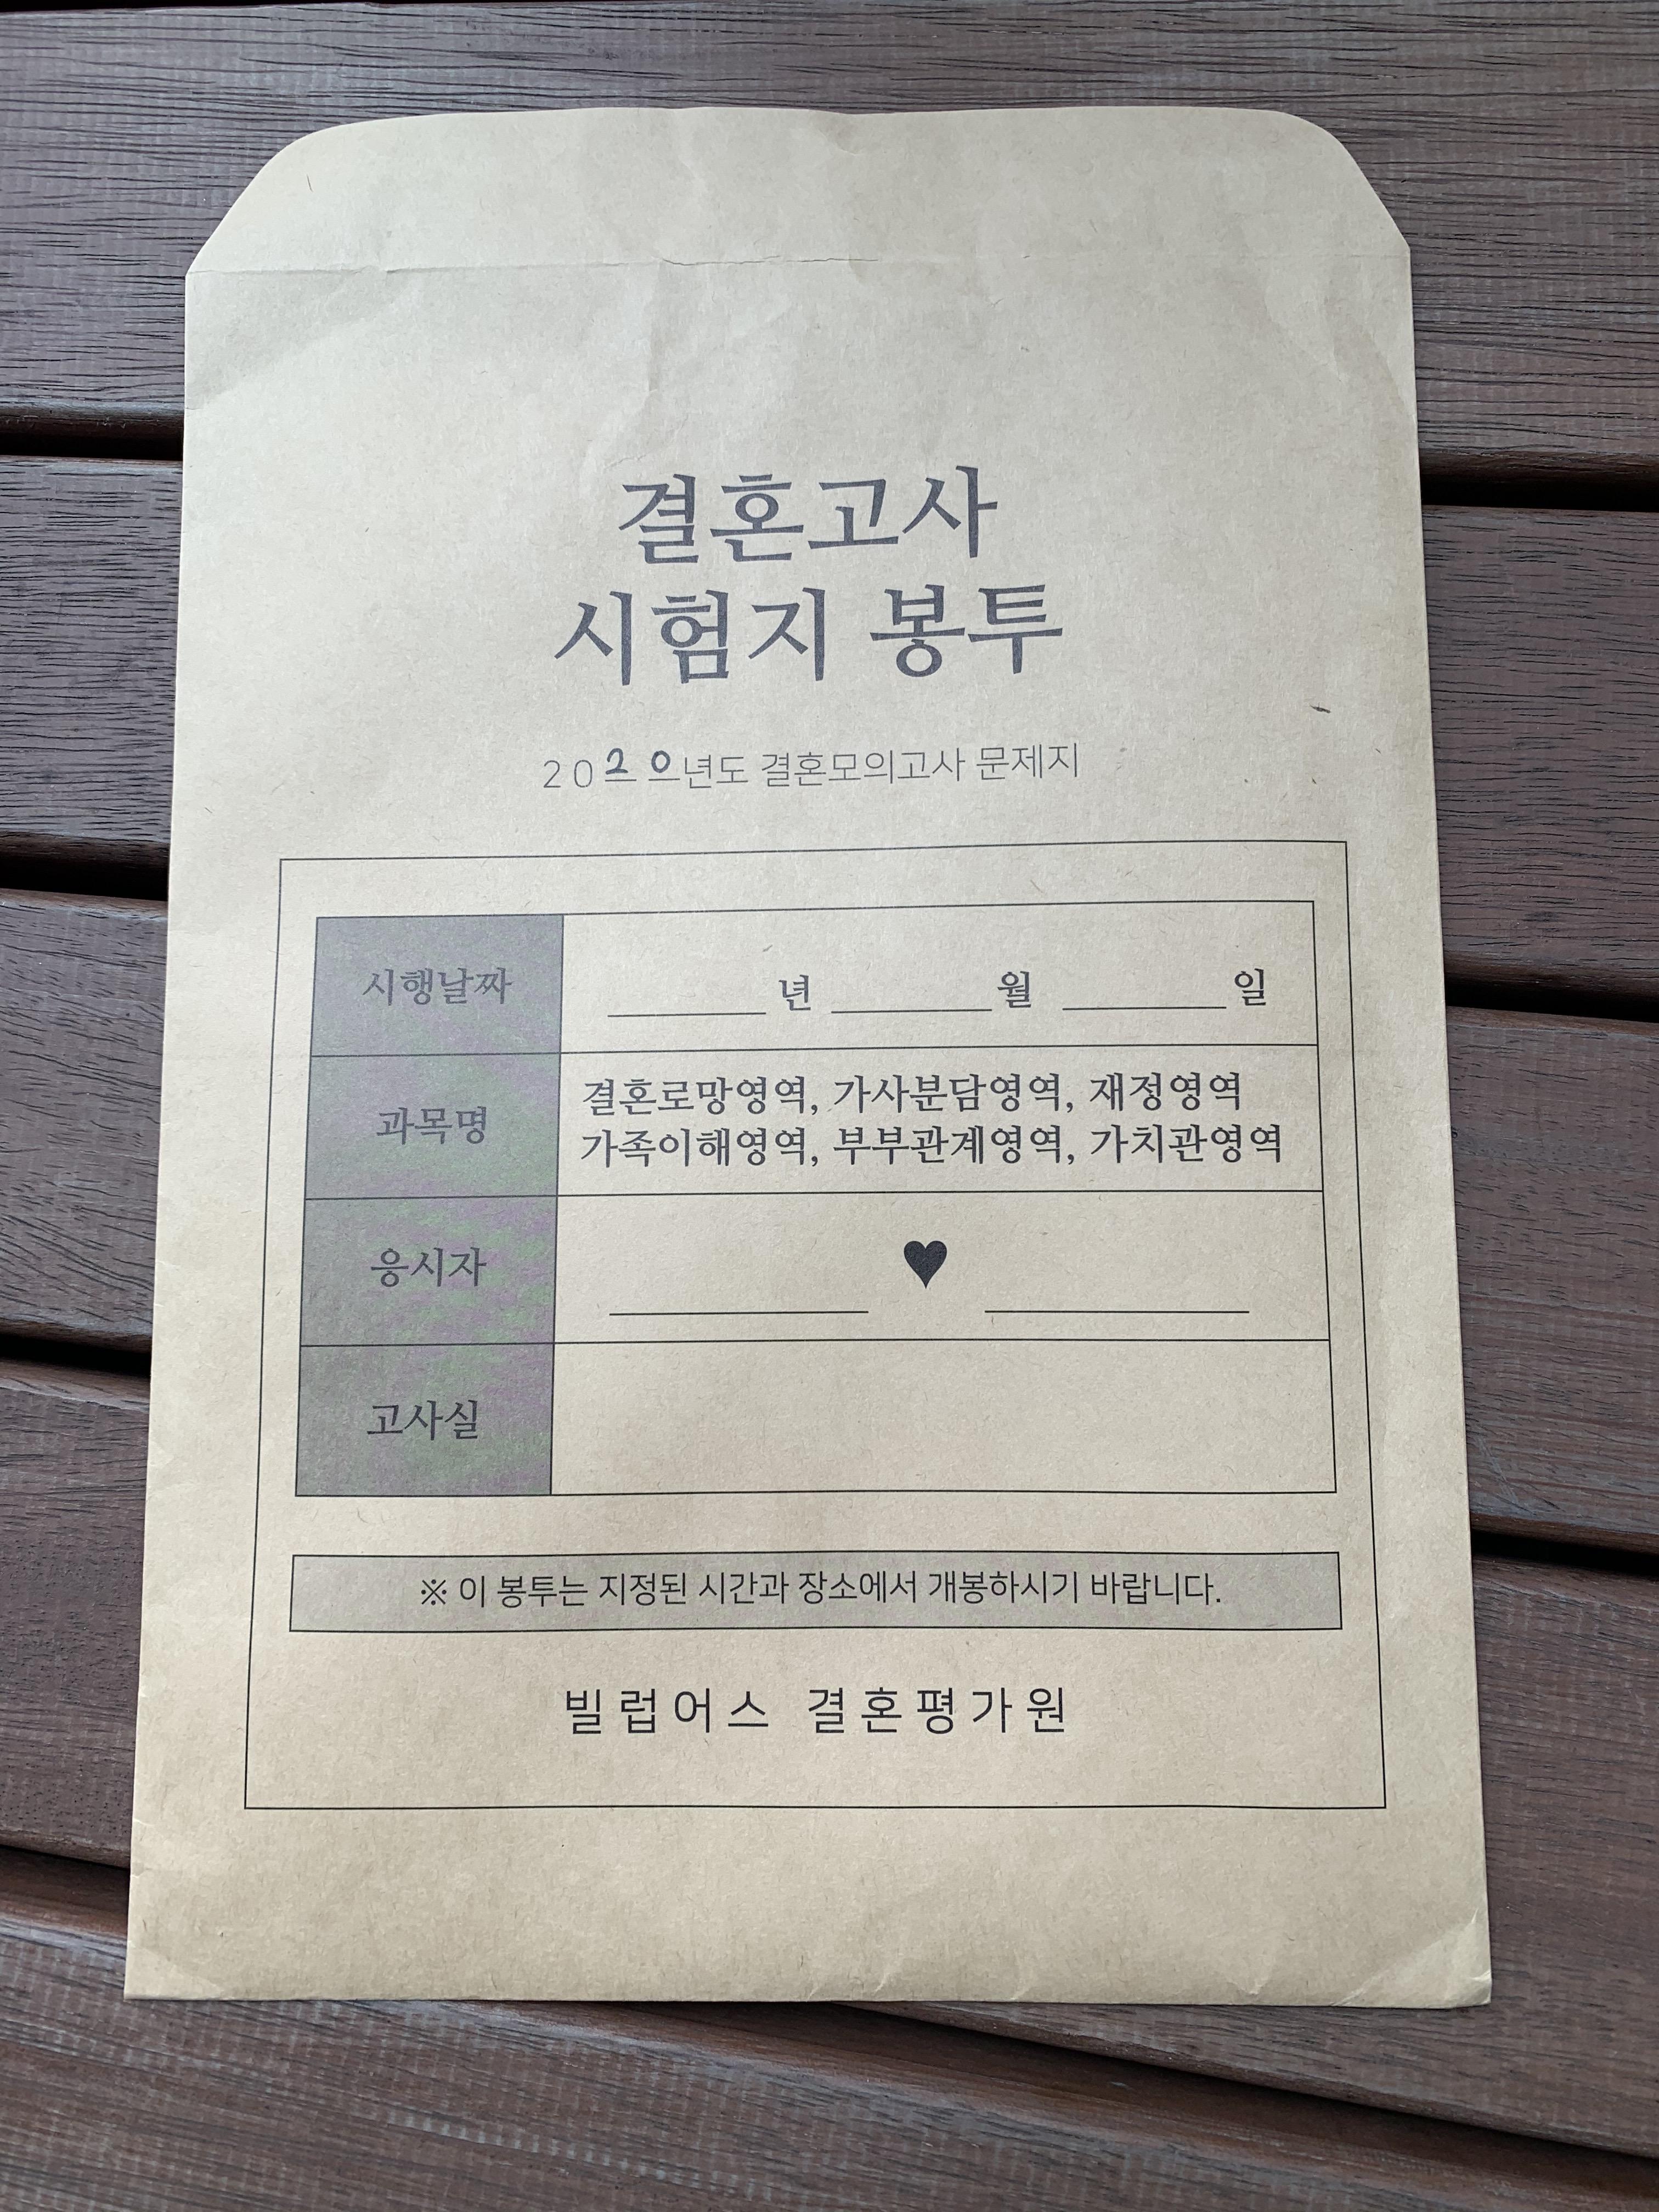 결혼고사
시험지 봉투
2020년도 결혼모의고사 문제지
시행날짜
년 월 일
과목명
결혼로망영역, 가사분담영역, 재정영역
가족이해영역, 부부관계영역, 가치관영역
응시자
♥
고사실
※ 이 봉투는 지정된 시간과 장소에서 개봉하시기 바랍니다.
빌럽어스 결혼평가원